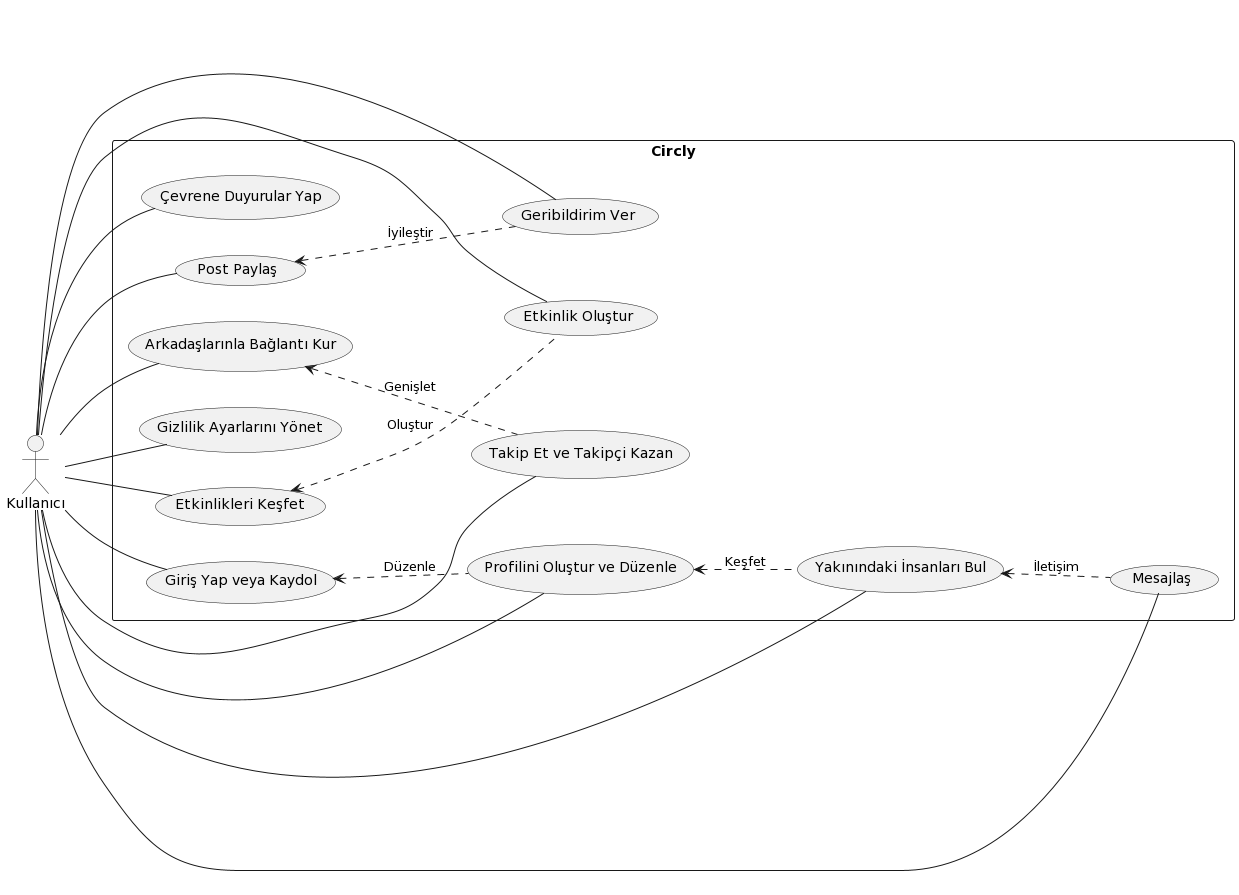 Circly
Çevrene Duyurular Yap
Geribildirim Ver
İyileştir
Post Paylaş
Etkinlik Oluştur
Arkadaşlarınla Bağlantı Kur
Genişlet
Oluştur
Gizlilik Ayarlarını Yönet
Takip Et ve Takipçi Kazan
Kullanıcı
Etkinlikleri Keşfet
Giriş Yap veya Kaydol
Düzenle
Profilini Oluştur ve Düzenle
Keşfet
Yakınındaki İnsanları Bul
İletişim
Mesajlaş